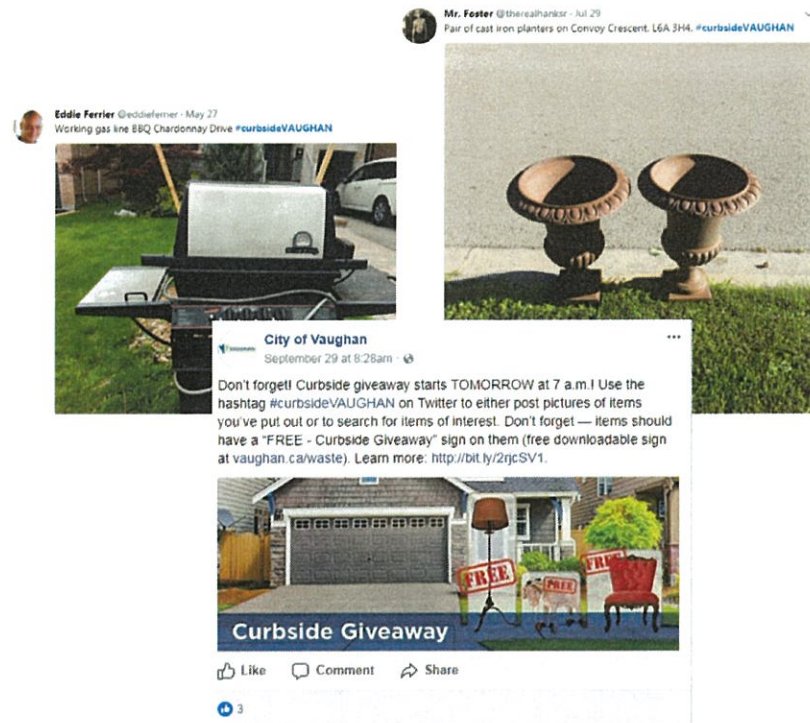 Mr. Foster @therealhanksr · Jul 29
Pair of cast iron planters on Convoy Crescent. L6A 3H4. #curbsideVAUGHAN
Eddie Ferrier @eddieferrier · May 27
Working gas line BBQ Chardonnay Drive #curbsideVAUGHAN
City of Vaughan
September 29 at 8:28am ·
Don't forget! Curbside giveaway starts TOMORROW at 7 a.m.! Use the
hashtag #curbsideVAUGHAN on Twitter to either post pictures of items
you've put out or to search for items of interest. Don't forget — items should
have a "FREE - Curbside Giveaway" sign on them (free downloadable sign
at vaughan.ca/waste). Learn more: http://bit.ly/2rjcSV1.
FREE
FREE
FREE
Curbside Giveaway
Like Comment Share
3